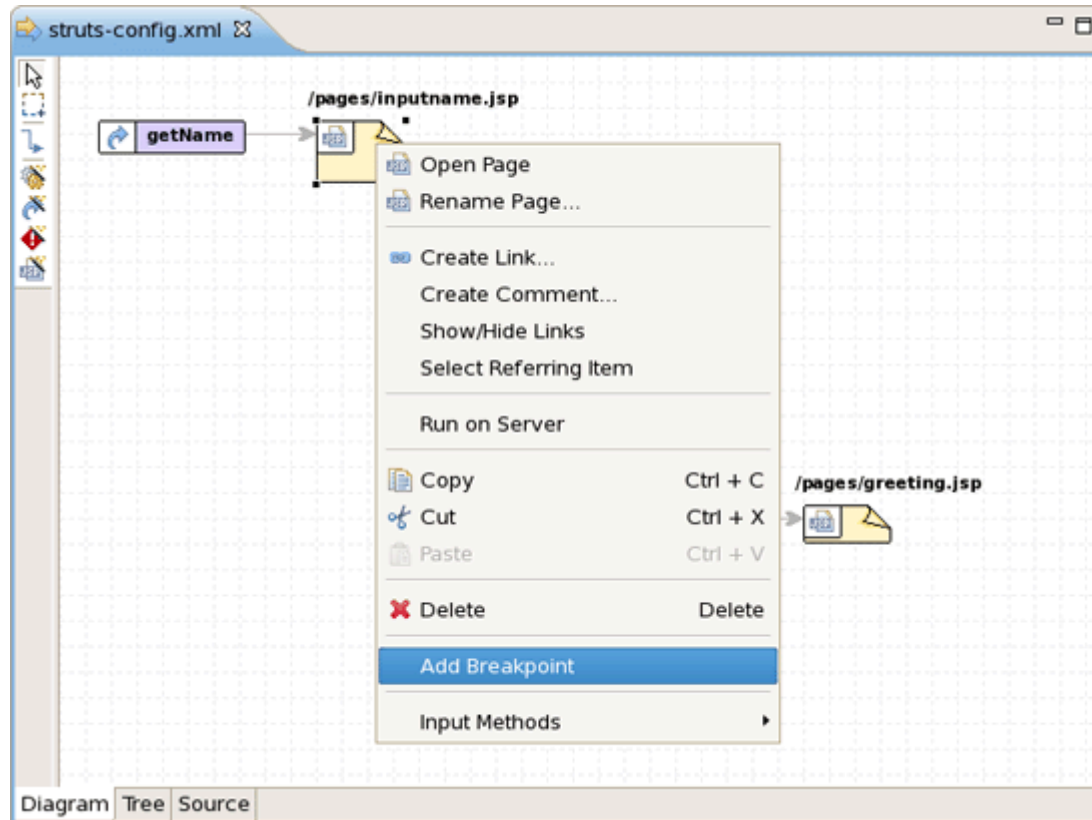 struts-config.xml
/pages/inputname.jsp
getName
Open Page
Rename Page...
Create Link...
Create Comment...
Show/Hide Links
Select Referring Item
Run on Server
Copy Ctrl + C
/pages/greeting.jsp
Cut Ctrl + X
Paste Ctrl + V
Delete Delete
Add Breakpoint
Input Methods
Diagram Tree Source